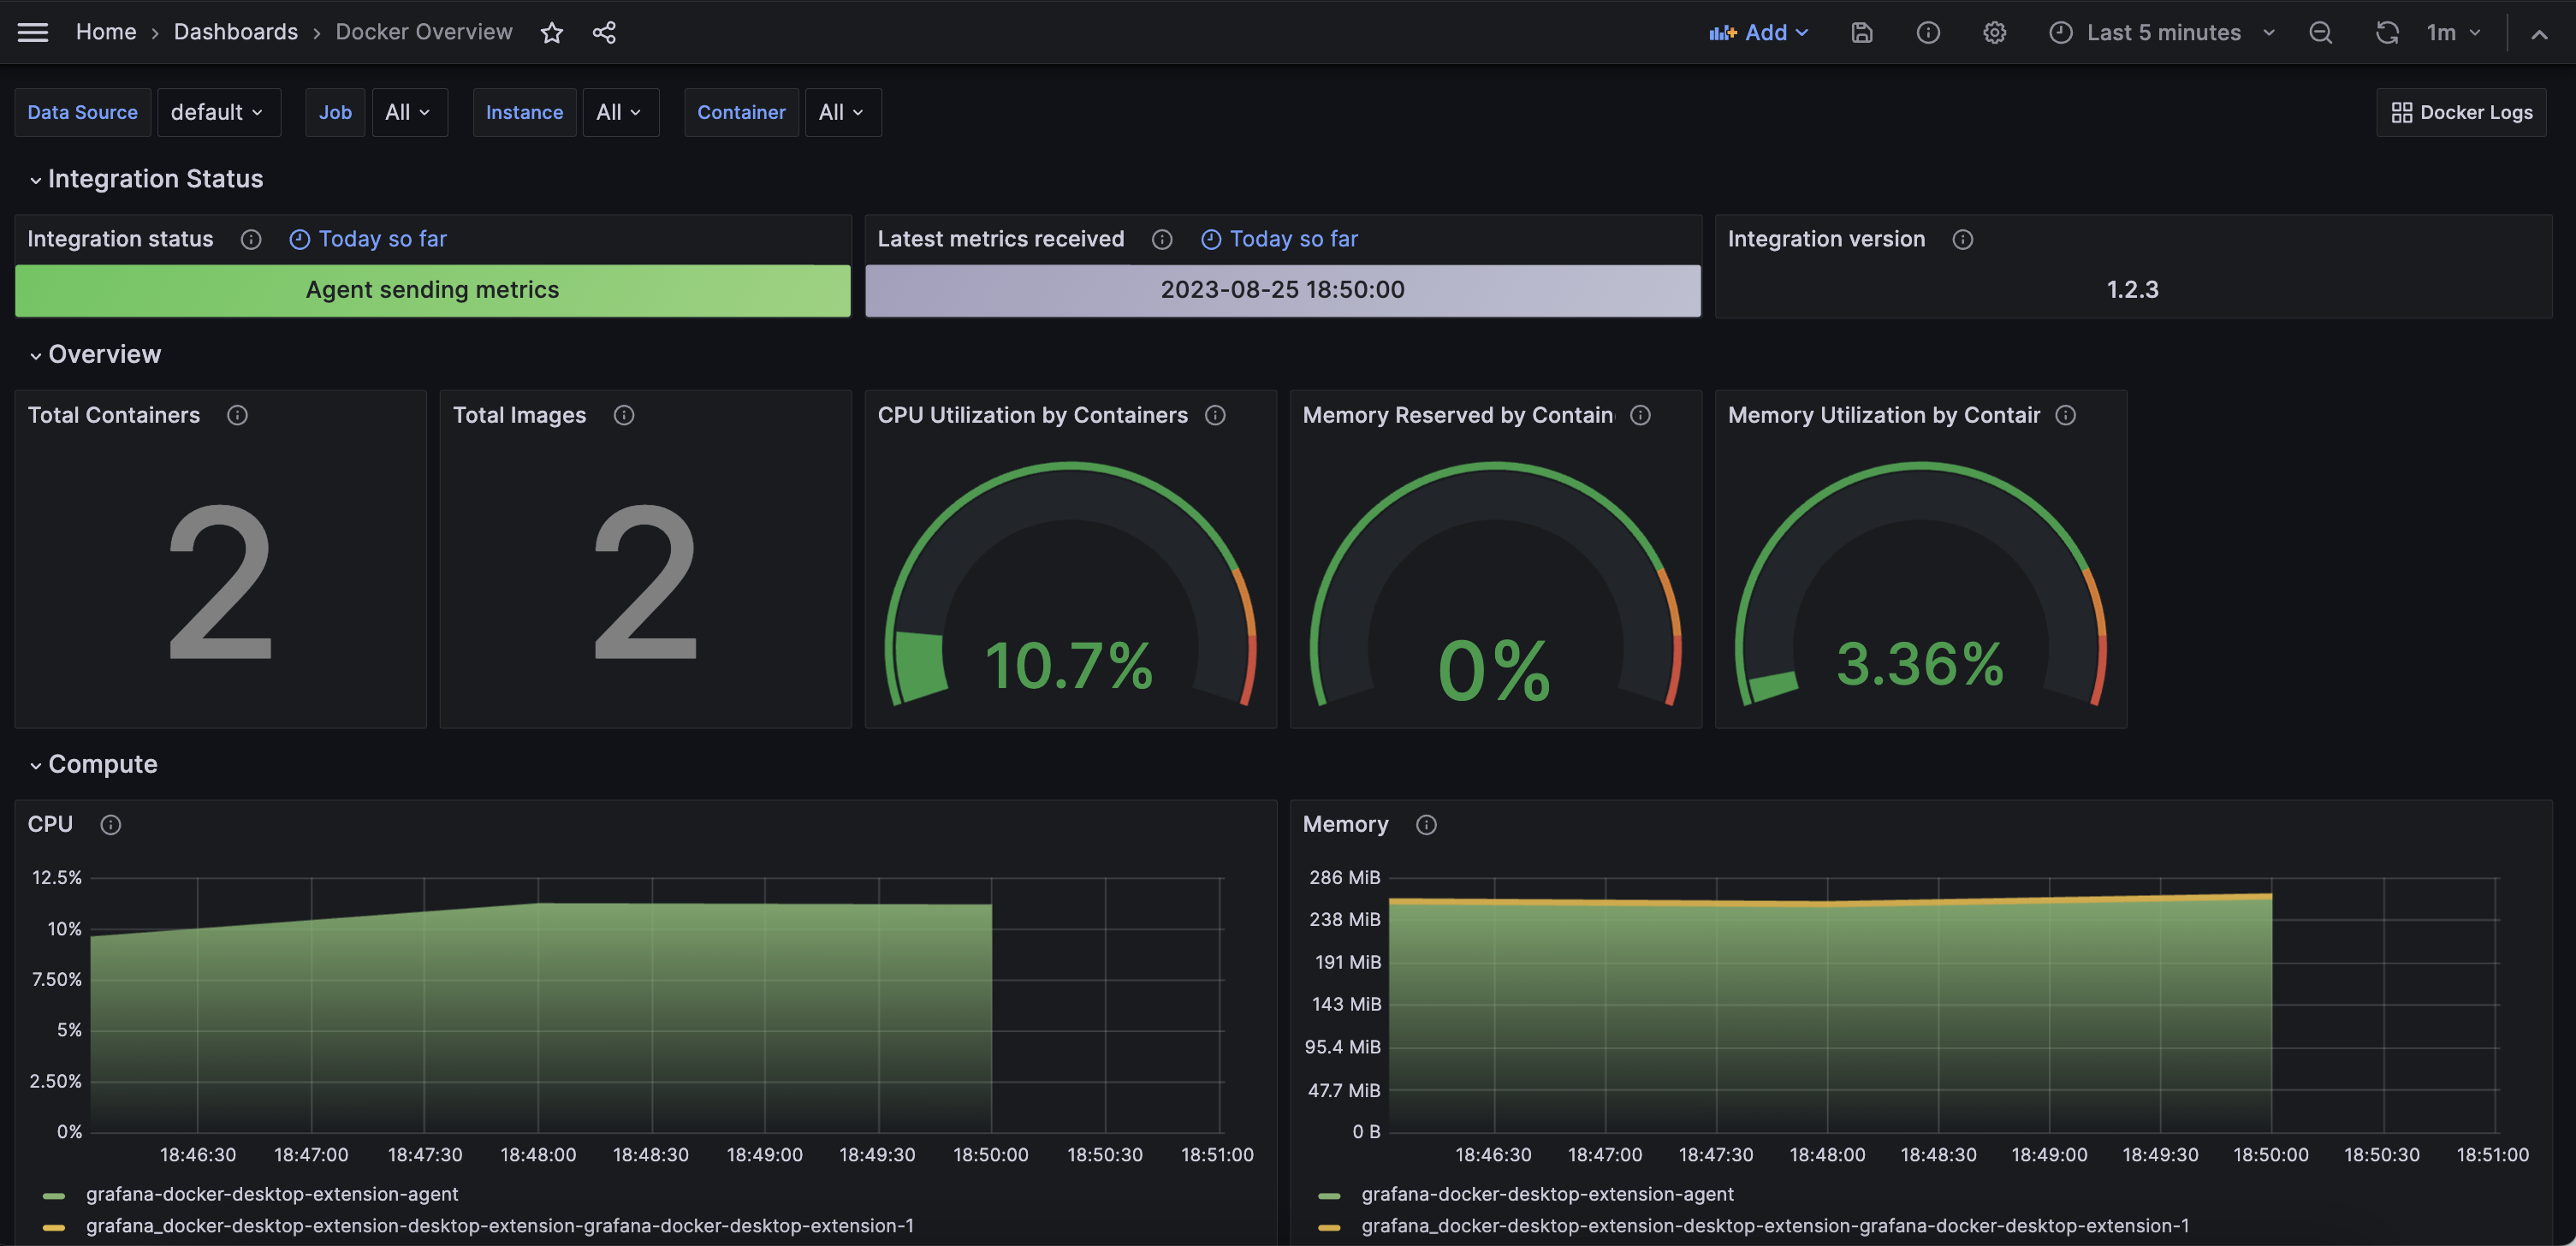 Home › Dashboards › Docker Overview
Add
Last 5 minutes
1m
Data Source default Job All Instance All Container All
Docker Logs
Integration Status
Integration status Today so far
Agent sending metrics
Latest metrics received Today so far
2023-08-25 18:50:00
Integration version
1.2.3
Overview
Total Containers
2
Total Images
2
CPU Utilization by Containers
10.7%
Memory Reserved by Contain
0%
Memory Utilization by Contair
3.36%
Compute
CPU
12.5%
10%
7.50%
5%
2.50%
0%
18:46:30 18:47:00 18:47:30 18:48:00 18:48:30 18:49:00 18:49:30 18:50:00 18:50:30 18:51:00
grafana-docker-desktop-extension-agent
grafana_docker-desktop-extension-desktop-extension-grafana-docker-desktop-extension-1
Memory
286 MiB
238 MiB
191 MiB
143 MiB
95.4 MiB
47.7 MiB
0 B
18:46:30 18:47:00 18:47:30 18:48:00 18:48:30 18:49:00 18:49:30 18:50:00 18:50:30 18:51:00
grafana-docker-desktop-extension-agent
grafana_docker-desktop-extension-desktop-extension-grafana-docker-desktop-extension-1